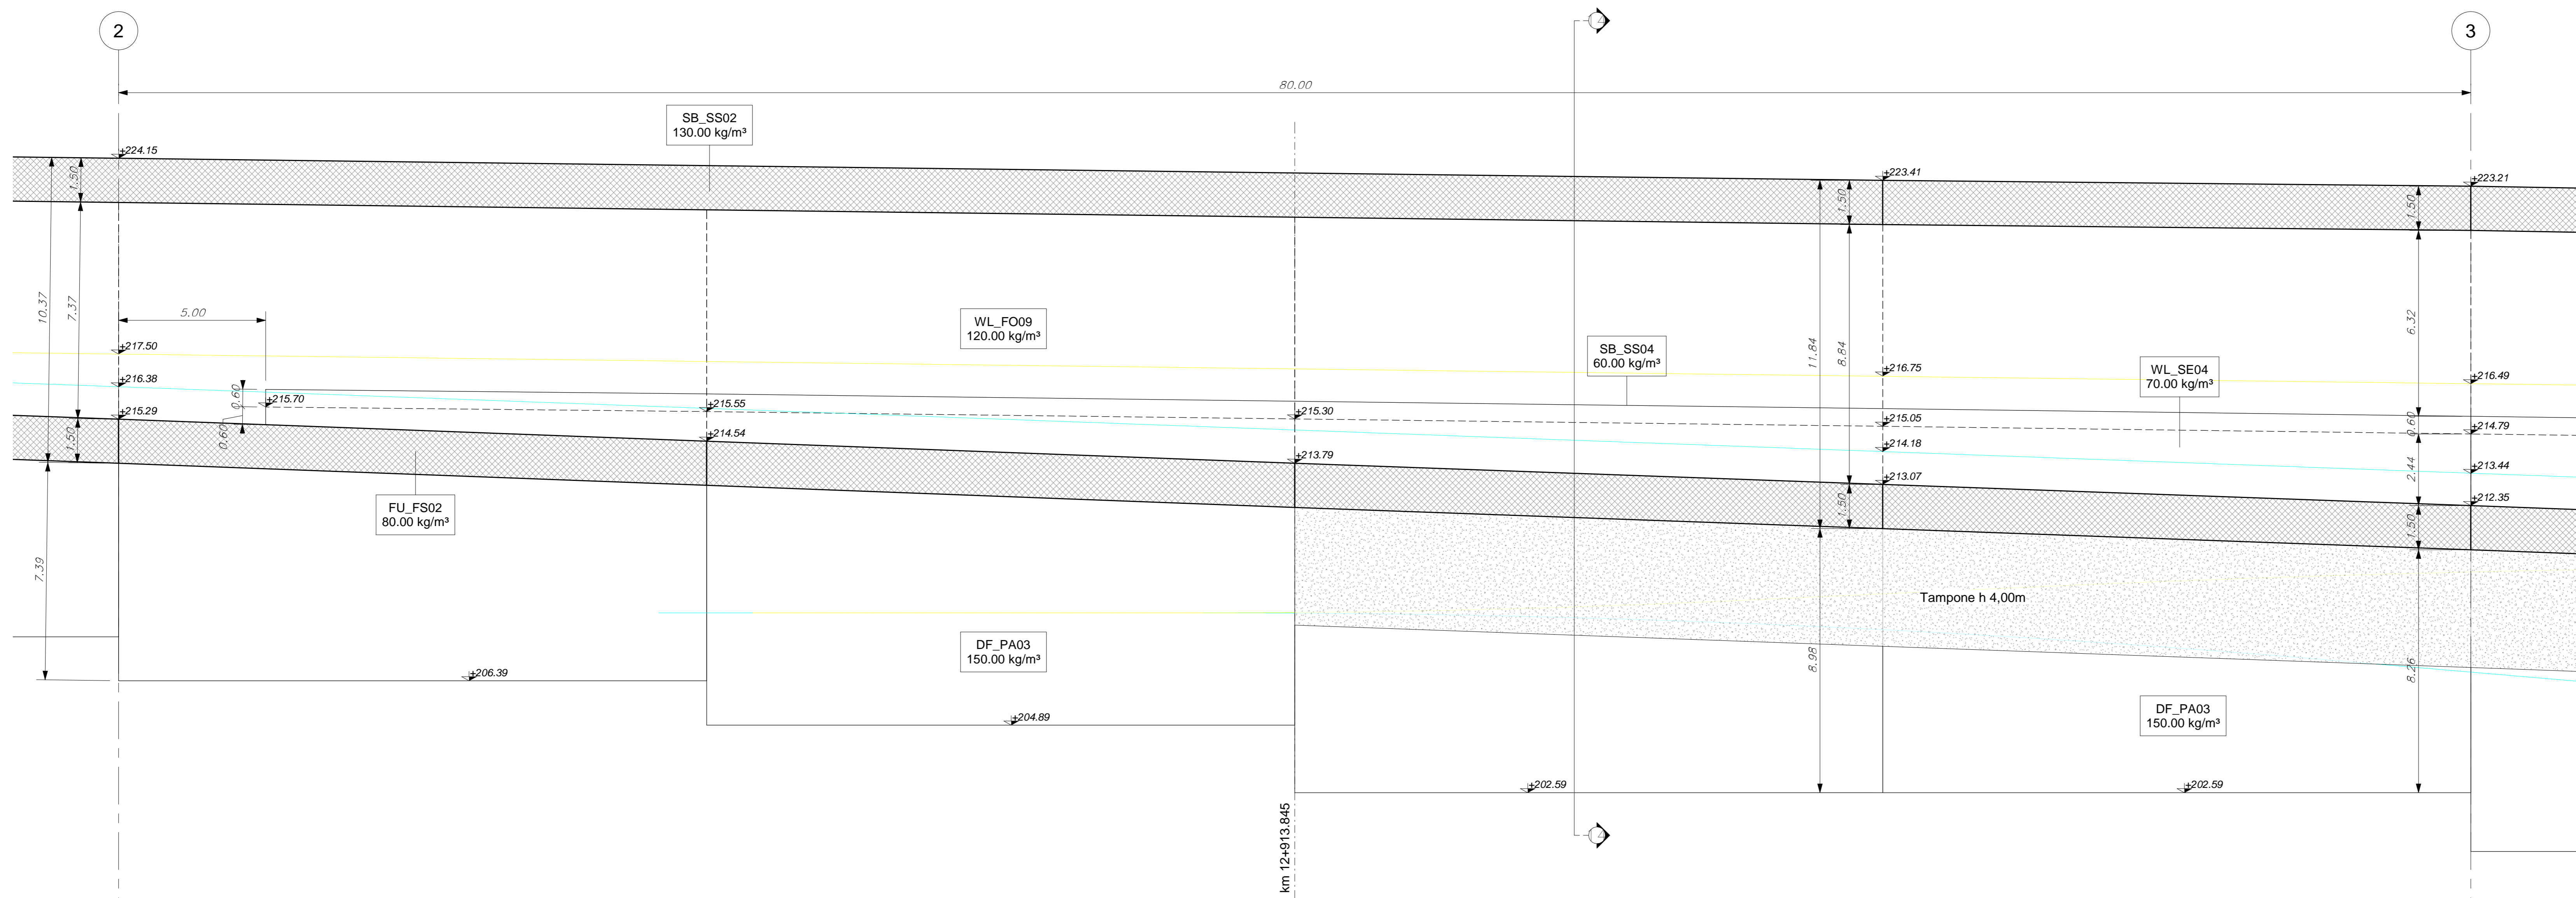 2
3
4
80.00
SB_SS02
130.00 kg/m³
+224.15
+223.41
+223.21
1.50
1.50
1.50
10.37
7.37
5.00
WL_FO09
120.00 kg/m³
SB_SS04
60.00 kg/m³
11.84
8.84
6.32
WL_SE04
70.00 kg/m³
+217.50
+216.75
+216.49
+216.38
0.60
+215.70
+215.55
+215.30
+215.05
+214.79
0.60
+215.29
0.60
1.50
+214.54
+213.79
+214.18
+213.44
2.44
+213.07
+212.35
1.50
1.50
FU_FS02
80.00 kg/m³
7.39
Tampone h 4,00m
DF_PA03
150.00 kg/m³
8.98
8.26
+206.39
+204.89
DF_PA03
150.00 kg/m³
+202.59
+202.59
km 12+913.845
4